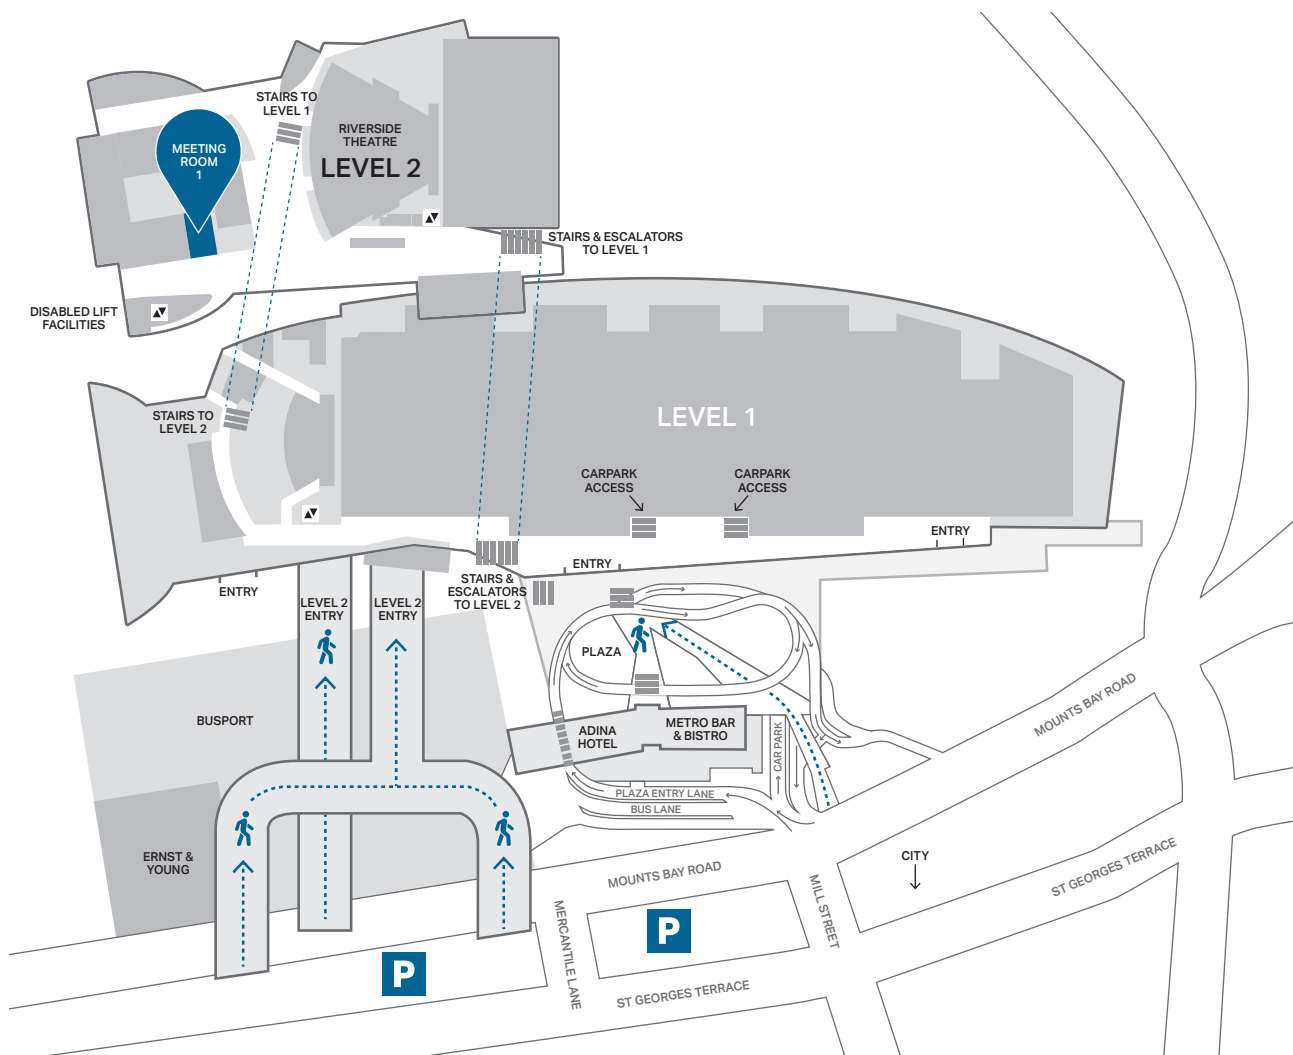 STAIRS TO
LEVEL 1
RIVERSIDE
THEATRE
LEVEL 2
MEETING
ROOM
1
STAIRS & ESCALATORS
TO LEVEL 1
DISABLED LIFT
FACILITIES
STAIRS TO
LEVEL 2
LEVEL 1
CARPARK
ACCESS
CARPARK
ACCESS
ENTRY
ENTRY
ENTRY
STAIRS &
ESCALATORS
TO LEVEL 2
LEVEL 2
ENTRY
LEVEL 2
ENTRY
PLAZA
BUSPORT
ADINA
HOTEL
METRO BAR
& BISTRO
CAR PARK
MOUNTS BAY ROAD
PLAZA ENTRY LANE
BUS LANE
ERNST &
YOUNG
MOUNTS BAY ROAD
CITY
ST GEORGES TERRACE
MILL STREET
MERCANTILE LANE
P
P
ST GEORGES TERRACE